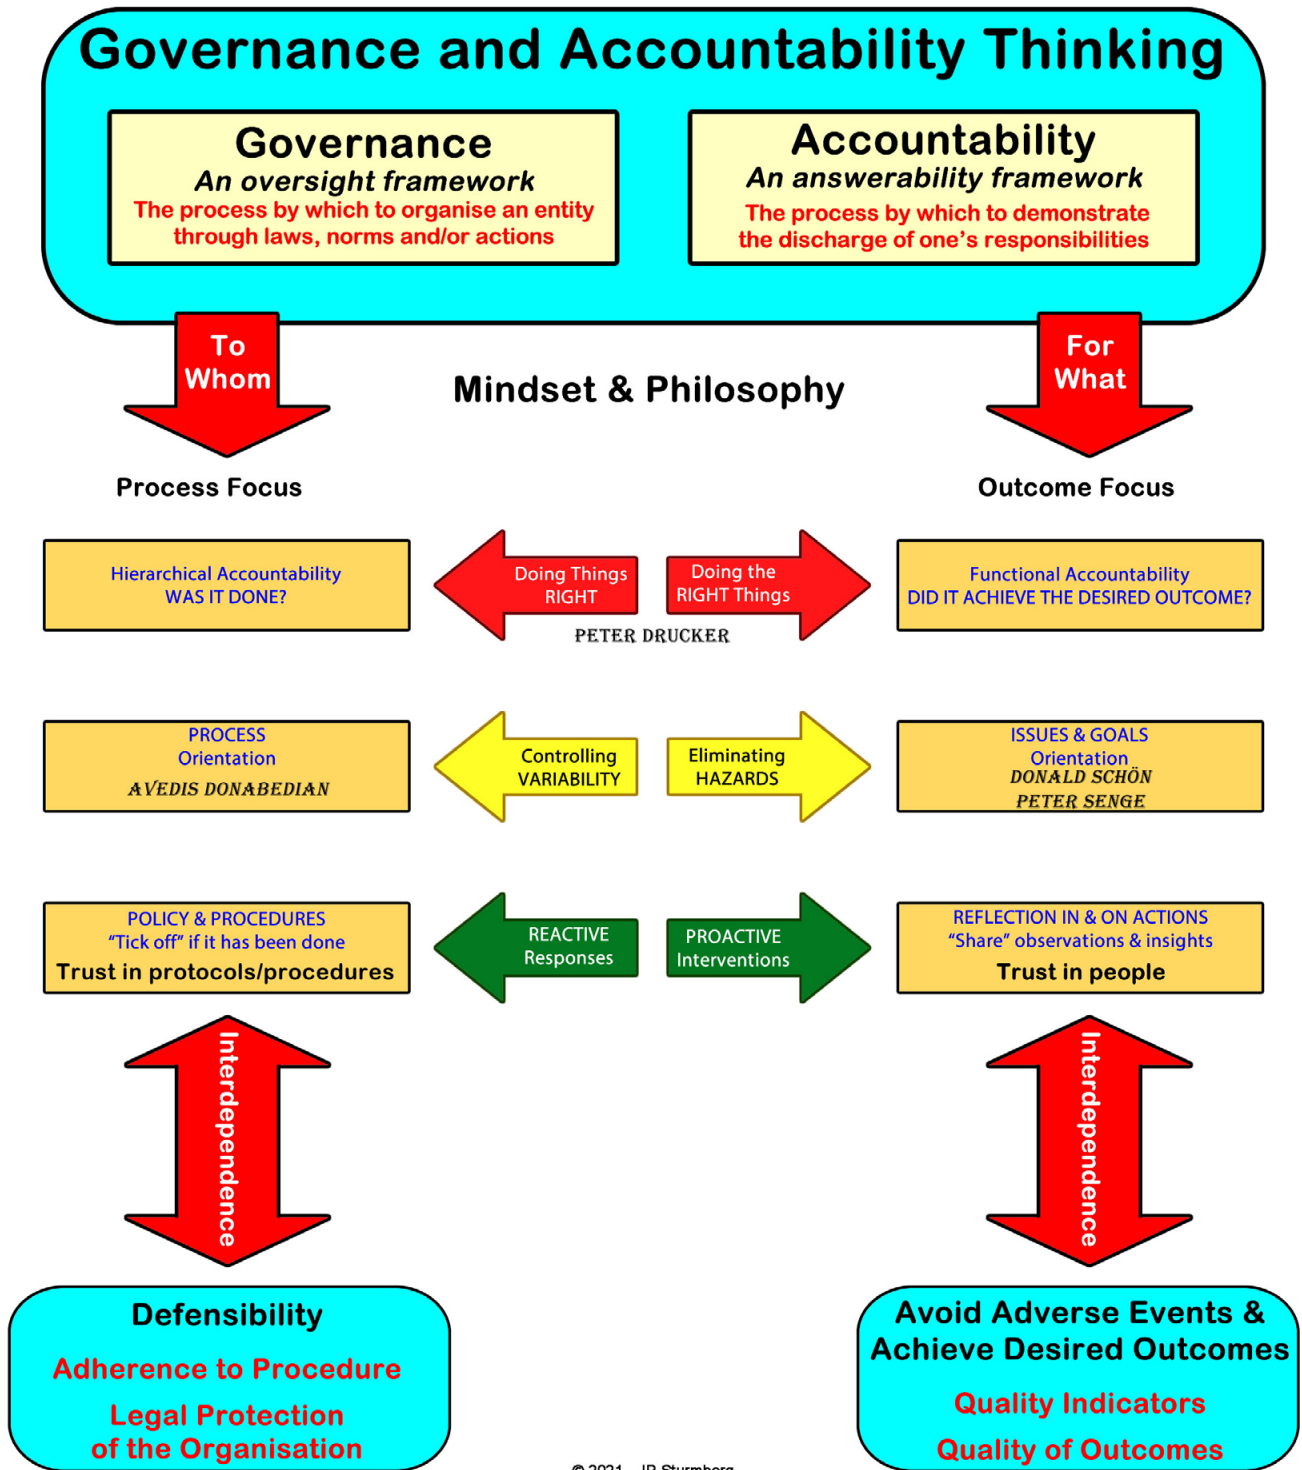 Governance and Accountability Thinking
Governance
An oversight framework
The process by which to organise an entity
through laws, norms and/or actions
Accountability
An answerability framework
The process by which to demonstrate
the discharge of one's responsibilities
To
Whom
Mindset & Philosophy
For
What
Process Focus
Outcome Focus
Hierarchical Accountability
WAS IT DONE?
Doing Things
RIGHT
Doing the
RIGHT Things
PETER DRUCKER
Functional Accountability
DID IT ACHIEVE THE DESIRED OUTCOME?
PROCESS
Orientation
AVEDIS DONABEDIAN
Controlling
VARIABILITY
Eliminating
HAZARDS
ISSUES & GOALS
Orientation
DONALD SCHÖN
PETER SENGE
POLICY & PROCEDURES
“Tick off” if it has been done
Trust in protocols/procedures
REACTIVE
Responses
PROACTIVE
Interventions
REFLECTION IN & ON ACTIONS
“Share” observations & insights
Trust in people
Interdependence
Interdependence
Defensibility
Adherence to Procedure
Legal Protection
of the Organisation
Avoid Adverse Events &
Achieve Desired Outcomes
Quality Indicators
Quality of Outcomes
© 2021 JP Sturmberg